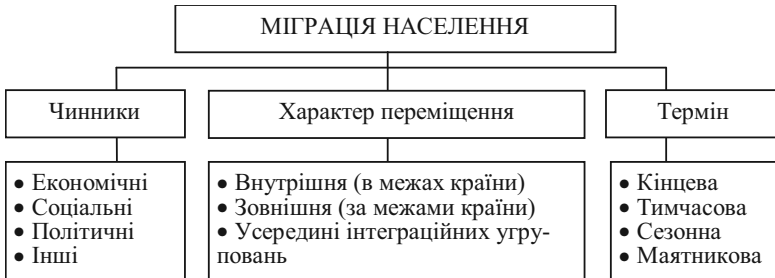 МІГРАЦІЯ НАСЕЛЕННЯ
Чинники
Характер переміщення
Термін
• Економічні
• Соціальні
• Політичні
• Інші
• Внутрішня (в межах країни)
• Зовнішня (за межами країни)
• Усередині інтеграційних угру-
повань
• Кінцева
• Тимчасова
• Сезонна
• Маятникова